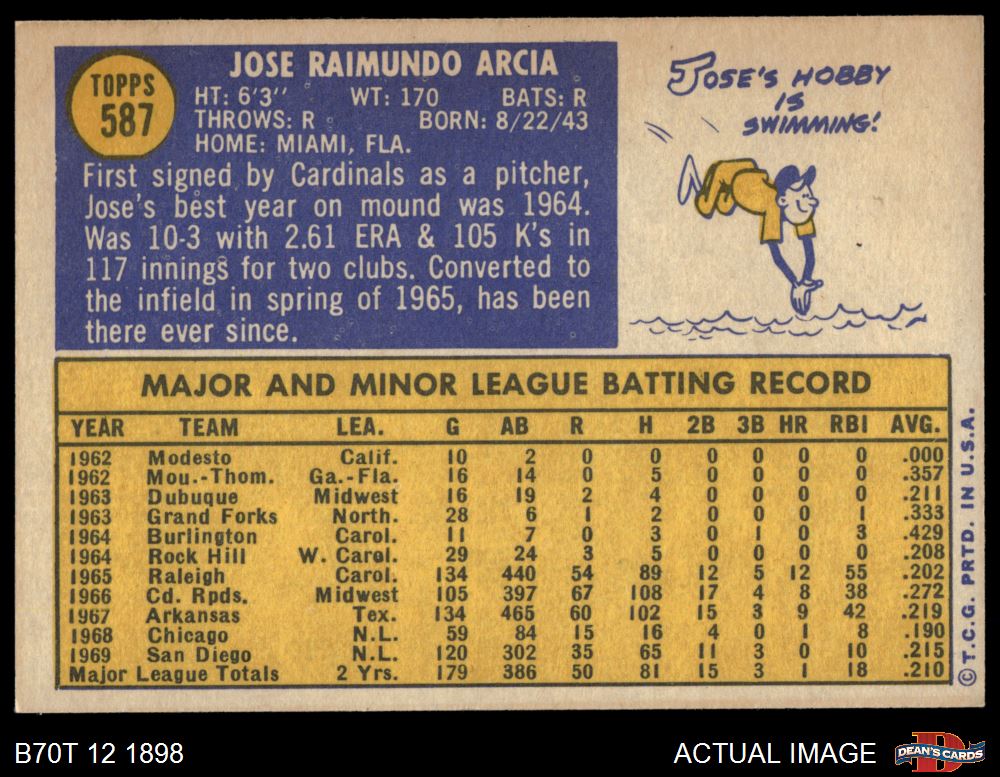 TOPPS
587
JOSE RAIMUNDO ARCIA
HT: 6'3" WT: 170 BATS: R
THROWS: R BORN: 8/22/43
HOME: MIAMI, FLA.
First signed by Cardinals as a pitcher,
Jose's best year on mound was 1964.
Was 10-3 with 2.61 ERA & 105 K's in
117 innings for two clubs. Converted to
the infield in spring of 1965, has been
there ever since.
JOSE'S HOBBY
IS
SWIMMING!
MAJOR AND MINOR LEAGUE BATTING RECORD
YEAR TEAM LEA. G AB R H 2B 3B HR RBI AVG.
1962 Modesto Calif. 10 2 0 0 0 0 0 0 .000
1962 Mou.-Thom. Ga.-Fla. 16 14 0 5 0 0 0 0 .357
1963 Dubuque Midwest 16 19 2 4 0 0 0 0 .211
1963 Grand Forks North. 28 6 1 2 0 0 0 1 .333
1964 Burlington Carol. 11 7 0 3 0 1 0 3 .429
1964 Rock Hill W. Carol. 29 24 3 5 0 0 0 0 .208
1965 Raleigh Carol. 134 440 54 89 12 5 12 55 .202
1966 Cd. Rpds. Midwest 105 397 67 108 17 4 8 38 .272
1967 Arkansas Tex. 134 465 60 102 15 3 9 42 .219
1968 Chicago N.L. 59 84 15 16 4 0 1 8 .190
1969 San Diego N.L. 120 302 35 65 11 3 0 10 .215
Major League Totals 2 Yrs. 179 386 50 81 15 3 1 18 .210
© T.C.G. PRTD. IN U.S.A.
B70T 12 1898
ACTUAL IMAGE
D
DEAN'S CARDS